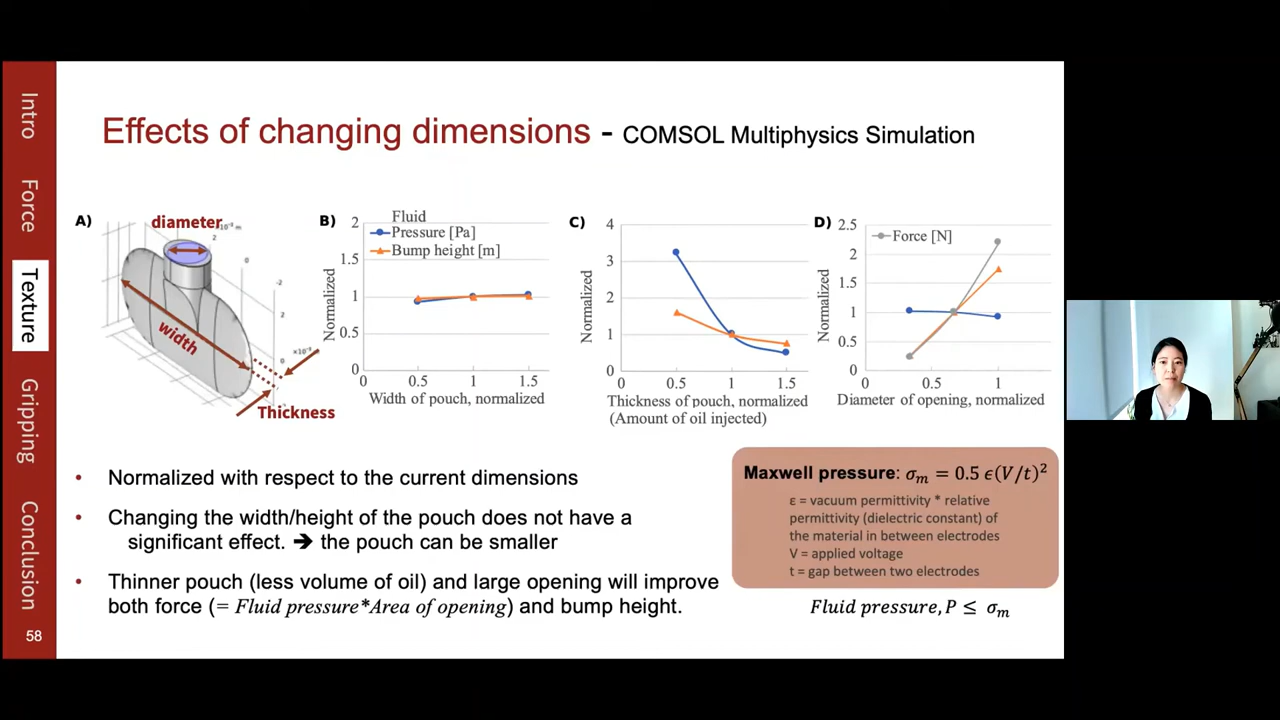 Intro
Force
Texture
Gripping
Conclusion
58
Effects of changing dimensions - COMSOL Multiphysics Simulation
A)
diameter
width
Thickness
B)
Fluid
Pressure [Pa]
Bump height [m]
Normalized
2
1.5
1
0.5
0
0 0.5 1 1.5
Width of pouch, normalized
C)
Normalized
4
3
2
1
0
0 0.5 1 1.5
Thickness of pouch, normalized
(Amount of oil injected)
D)
Force [N]
Normalized
2.5
2
1.5
1
0.5
0
0 0.5 1
Diameter of opening, normalized
• Normalized with respect to the current dimensions
• Changing the width/height of the pouch does not have a
significant effect. ➔ the pouch can be smaller
• Thinner pouch (less volume of oil) and large opening will improve
both force (= Fluid pressure*Area of opening) and bump height.
Maxwell pressure: σₘ = 0.5 ϵ(V/t)²
ε = vacuum permittivity * relative
permittivity (dielectric constant) of
the material in between electrodes
V = applied voltage
t = gap between two electrodes
Fluid pressure, P ≤ σₘ